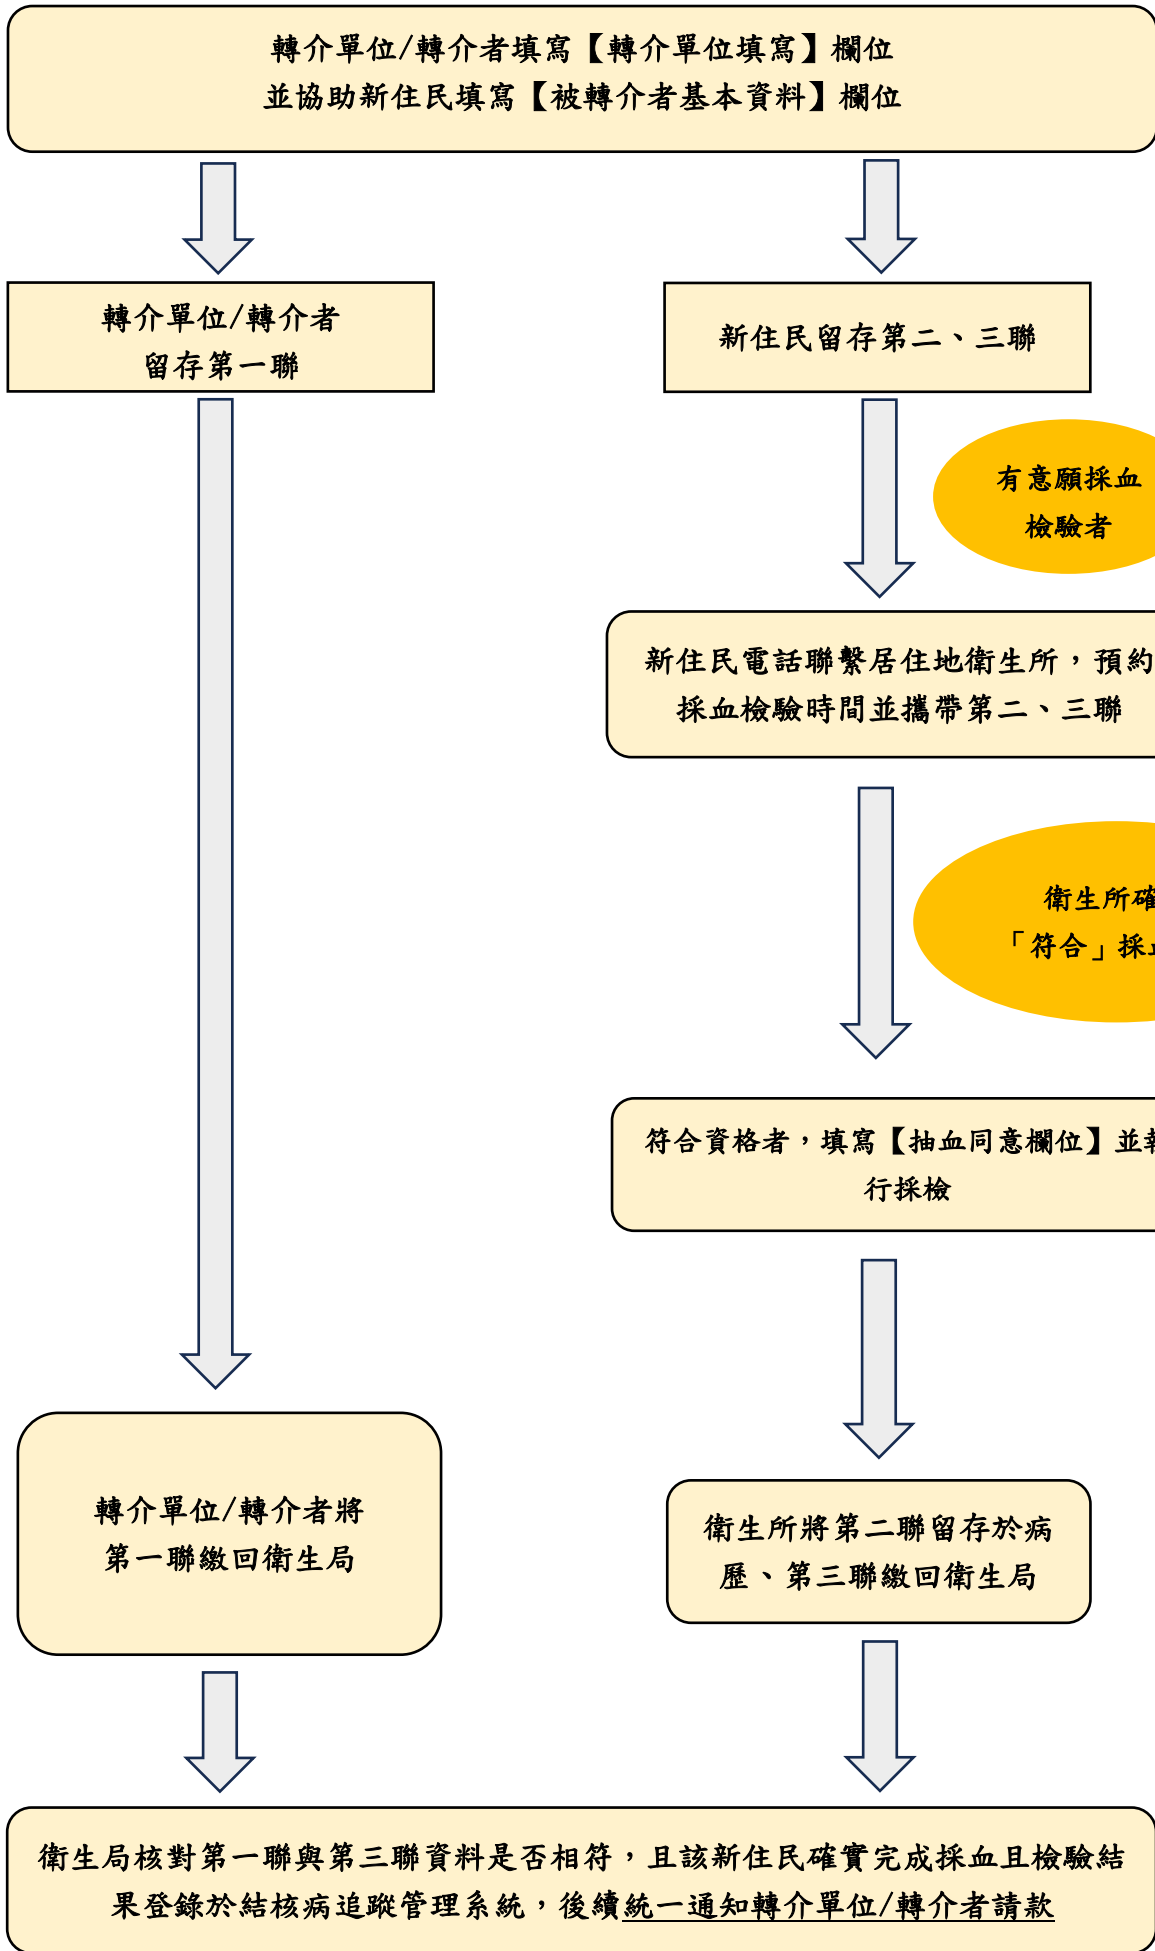 轉介單位/轉介者填寫【轉介單位填寫】欄位
並協助新住民填寫【被轉介者基本資料】欄位
轉介單位/轉介者
留存第一聯
新住民留存第二、三聯
有意願採血
檢驗者
新住民電話聯繫居住地衛生所，預約
採血檢驗時間並攜帶第二、三聯
衛生所確
「符合」採
符合資格者，填寫【抽血同意欄位】並執
行採檢
轉介單位/轉介者將
第一聯繳回衛生局
衛生所將第二聯留存於病
歷、第三聯繳回衛生局
衛生局核對第一聯與第三聯資料是否相符，且該新住民確實完成採血且檢驗結
果登錄於結核病追蹤管理系統，後續統一通知轉介單位/轉介者請款